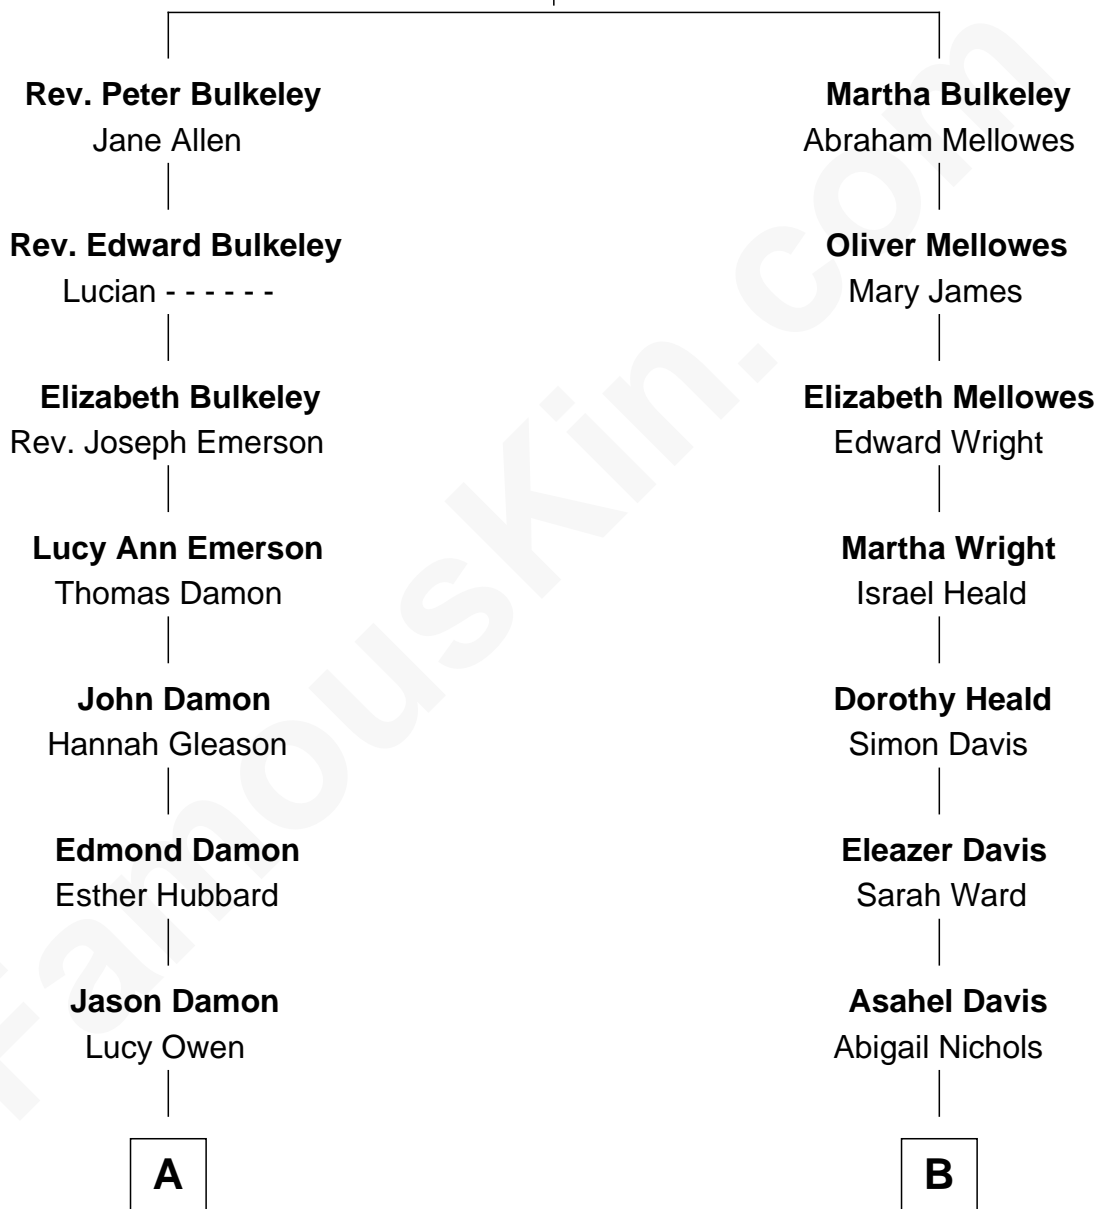 Rev. Peter Bulkeley
Jane Allen
Rev. Edward Bulkeley
Lucian - - - - - -
Elizabeth Bulkeley
Rev. Joseph Emerson
Lucy Ann Emerson
Thomas Damon
John Damon
Hannah Gleason
Edmond Damon
Esther Hubbard
Jason Damon
Lucy Owen
A
Martha Bulkeley
Abraham Mellowes
Oliver Mellowes
Mary James
Elizabeth Mellowes
Edward Wright
Martha Wright
Israel Heald
Dorothy Heald
Simon Davis
Eleazer Davis
Sarah Ward
Asahel Davis
Abigail Nichols
B
FamousKin.com